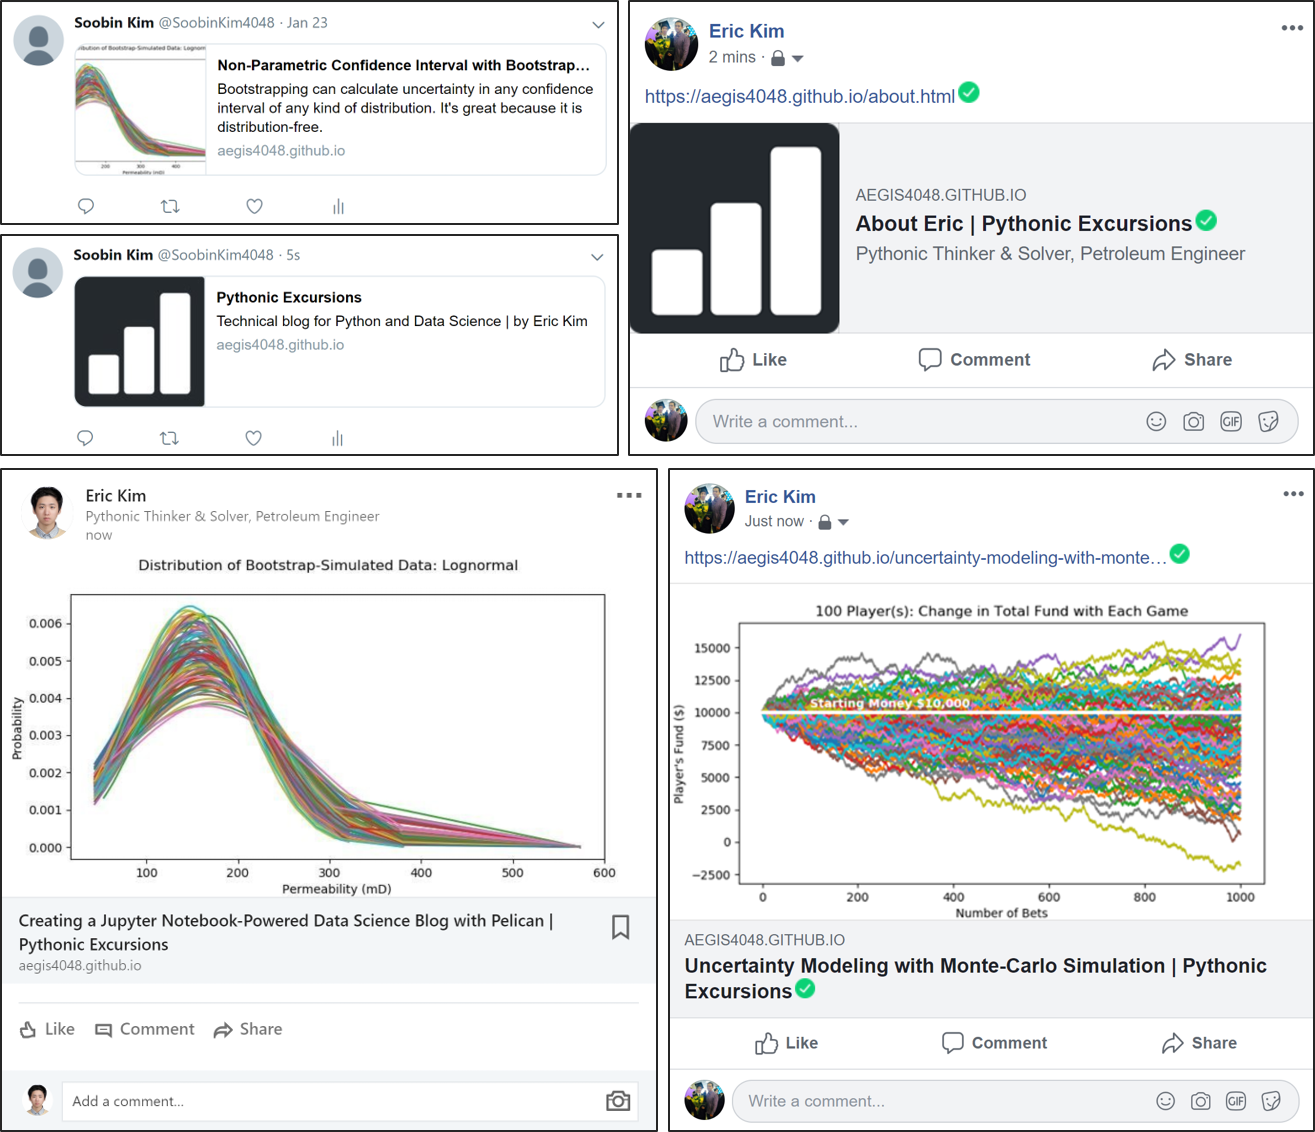 Soobin Kim @SoobinKim4048 · Jan 23
ribution of Bootstrap-Simulated Data: Lognorm
200 300 400
Permeability (mD)
Non-Parametric Confidence Interval with Bootstrap...
Bootstrapping can calculate uncertainty in any confidence
interval of any kind of distribution. It's great because it is
distribution-free.
aegis4048.github.io
Soobin Kim @SoobinKim4048 · 5s
Pythonic Excursions
Technical blog for Python and Data Science | by Eric Kim
aegis4048.github.io
Eric Kim
2 mins ·
https://aegis4048.github.io/about.html
AEGIS4048.GITHUB.IO
About Eric | Pythonic Excursions
Pythonic Thinker & Solver, Petroleum Engineer
Like Comment Share
Write a comment...
GIF
Eric Kim
Pythonic Thinker & Solver, Petroleum Engineer
now
Distribution of Bootstrap-Simulated Data: Lognormal
0.006
0.005
0.004
0.003
0.002
0.001
0.000
Probability
100 200 300 400 500 600
Permeability (mD)
Creating a Jupyter Notebook-Powered Data Science Blog with Pelican |
Pythonic Excursions
aegis4048.github.io
Like Comment Share
Add a comment...
Eric Kim
Just now ·
https://aegis4048.github.io/uncertainty-modeling-with-monte...
100 Player(s): Change in Total Fund with Each Game
15000
12500
10000
7500
5000
2500
0
−2500
Player's Fund ($)
Starting Money $10,000
0 200 400 600 800 1000
Number of Bets
AEGIS4048.GITHUB.IO
Uncertainty Modeling with Monte-Carlo Simulation | Pythonic
Excursions
Like Comment Share
Write a comment...
GIF